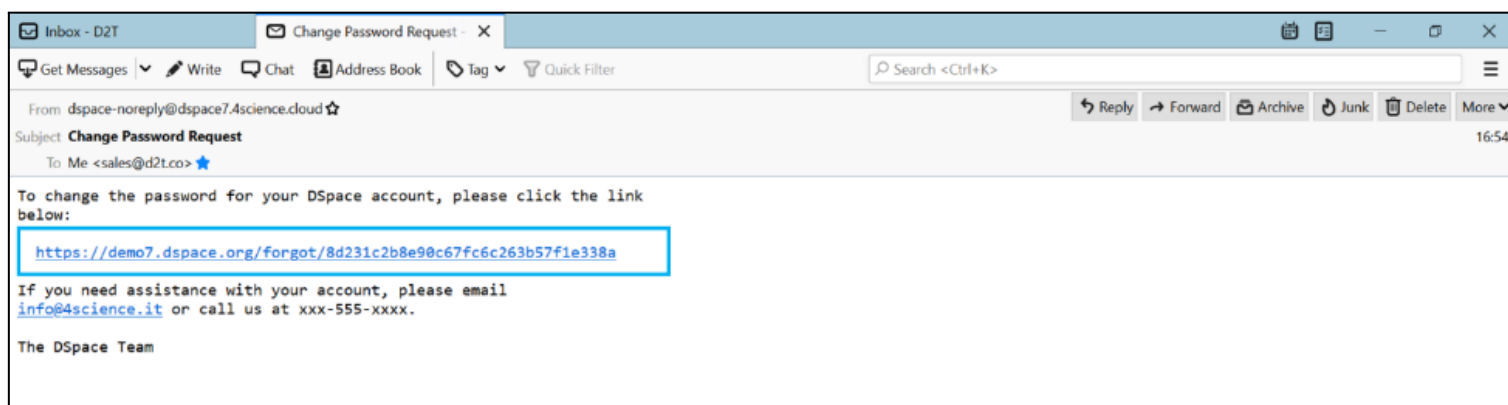 Inbox - D2T
Change Password Request -
Get Messages Write Chat Address Book Tag Quick Filter Search <Ctrl+K>
From dspace-noreply@dspace7.4science.cloud Reply Forward Archive Junk Delete More
Subject Change Password Request 16:54
To Me <sales@d2t.co>
To change the password for your DSpace account, please click the link
below:
https://demo7.dspace.org/forgot/8d231c2b8e90c67fc6c263b57f1e338a
If you need assistance with your account, please email
info@4science.it or call us at xxx-555-xxxx.
The DSpace Team